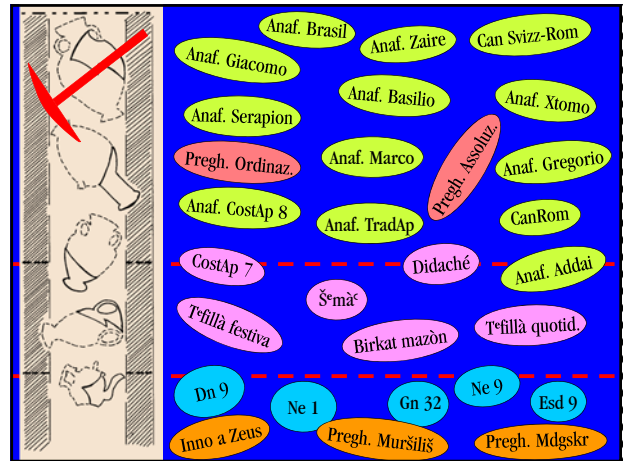 Anaf. Brasil
Anaf. Zaire
Can Svizz-Rom
Anaf. Giacomo
Anaf. Basilio
Anaf. Xtomo
Anaf. Serapion
Pregh. Assoluz.
Pregh. Ordinaz.
Anaf. Marco
Anaf. Gregorio
Anaf. CostAp 8
Anaf. TradAp
CanRom
CostAp 7
Didaché
Anaf. Addai
Šᵉmàᶜ
Tᵉfillà festiva
Birkat mazòn
Tᵉfillà quotid.
Dn 9
Ne 1
Gn 32
Ne 9
Esd 9
Inno a Zeus
Pregh. Muršiliš
Pregh. Mdgskr